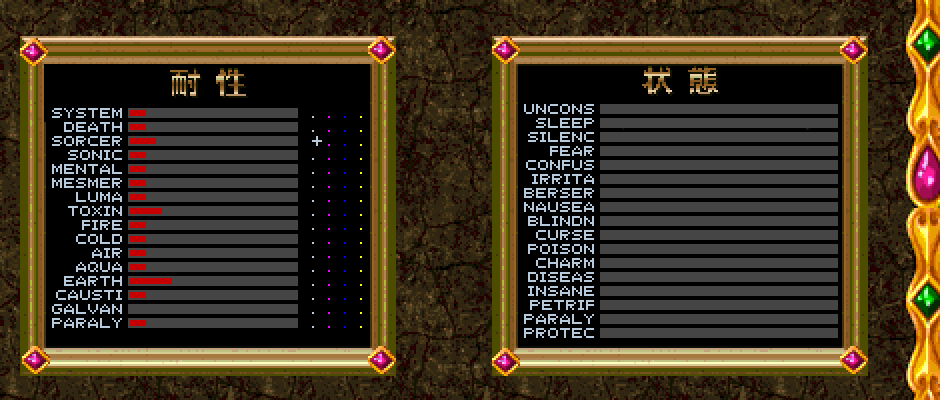 耐性
SYSTEM
DEATH
SORCER +
SONIC
MENTAL
MESMER
LUMA
TOXIN
FIRE
COLD
AIR
AQUA
EARTH
CAUSTI
GALVAN
PARALY
状態
UNCONS
SLEEP
SILENC
FEAR
CONFUS
IRRITA
BERSER
NAUSEA
BLINDN
CURSE
POISON
CHARM
DISEAS
INSANE
PETRIF
PARALY
PROTEC